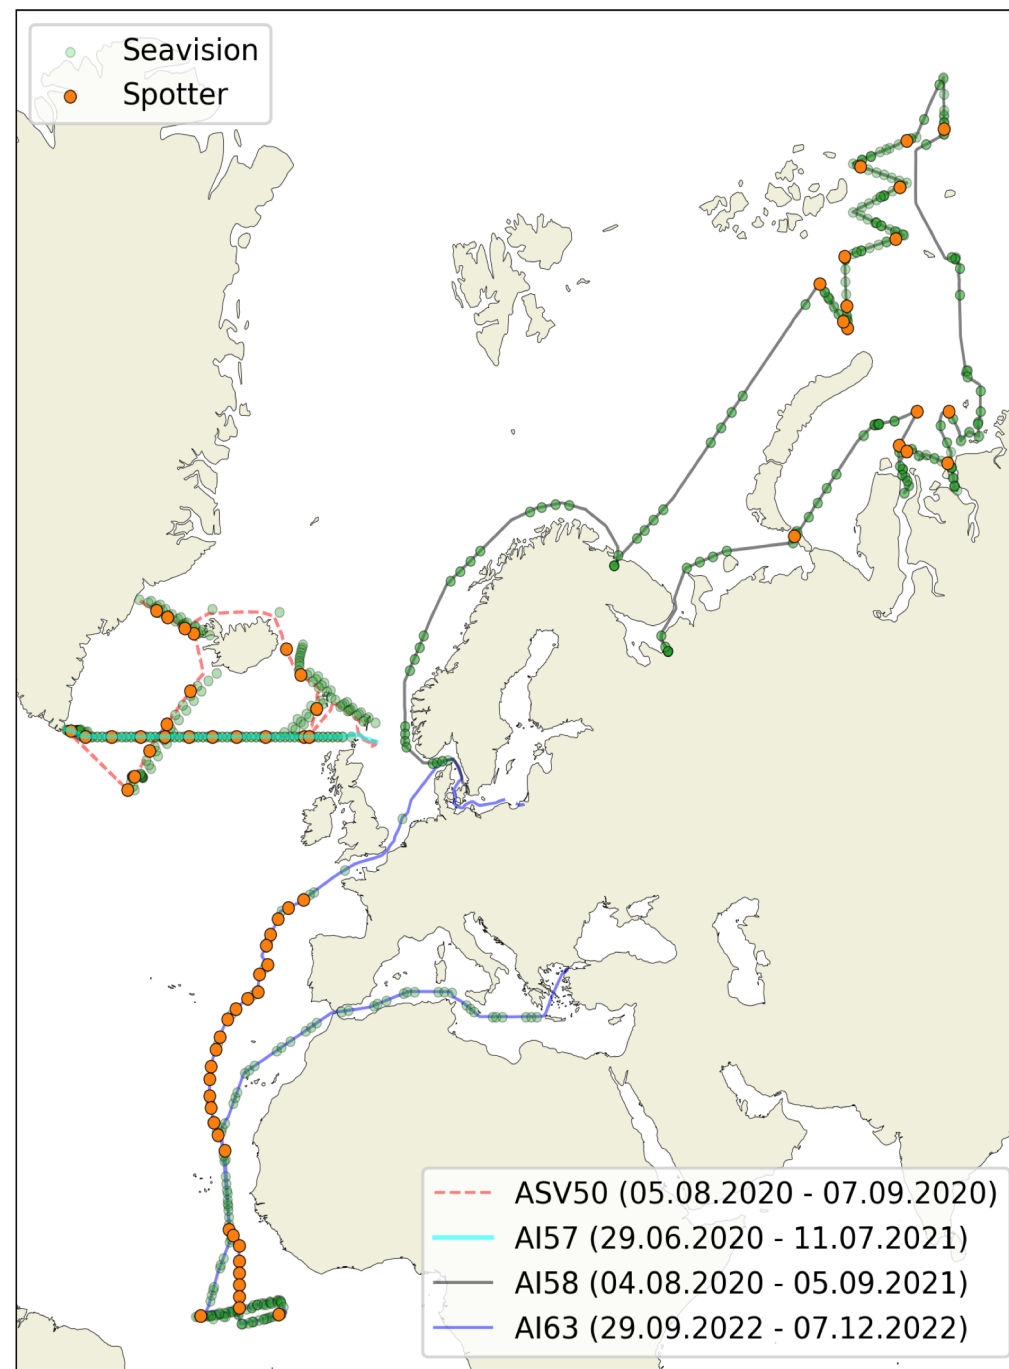 Seavision
Spotter
ASV50 (05.08.2020 - 07.09.2020)
AI57 (29.06.2020 - 11.07.2021)
AI58 (04.08.2020 - 05.09.2021)
AI63 (29.09.2022 - 07.12.2022)